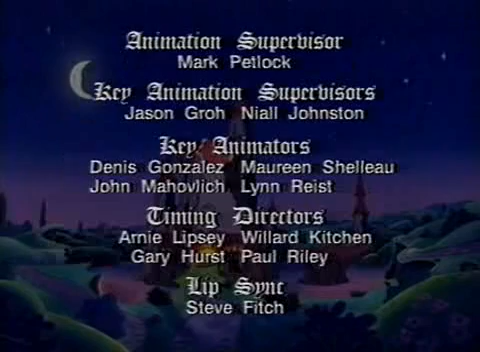 Animation Supervisor
Mark Petlock
Key Animation Supervisors
Jason Groh Niall Johnston
Key Animators
Denis Gonzalez Maureen Shelleau
John Mahovlich Lynn Reist
Timing Directors
Arnie Lipsey Willard Kitchen
Gary Hurst Paul Riley
Lip Sync
Steve Fitch